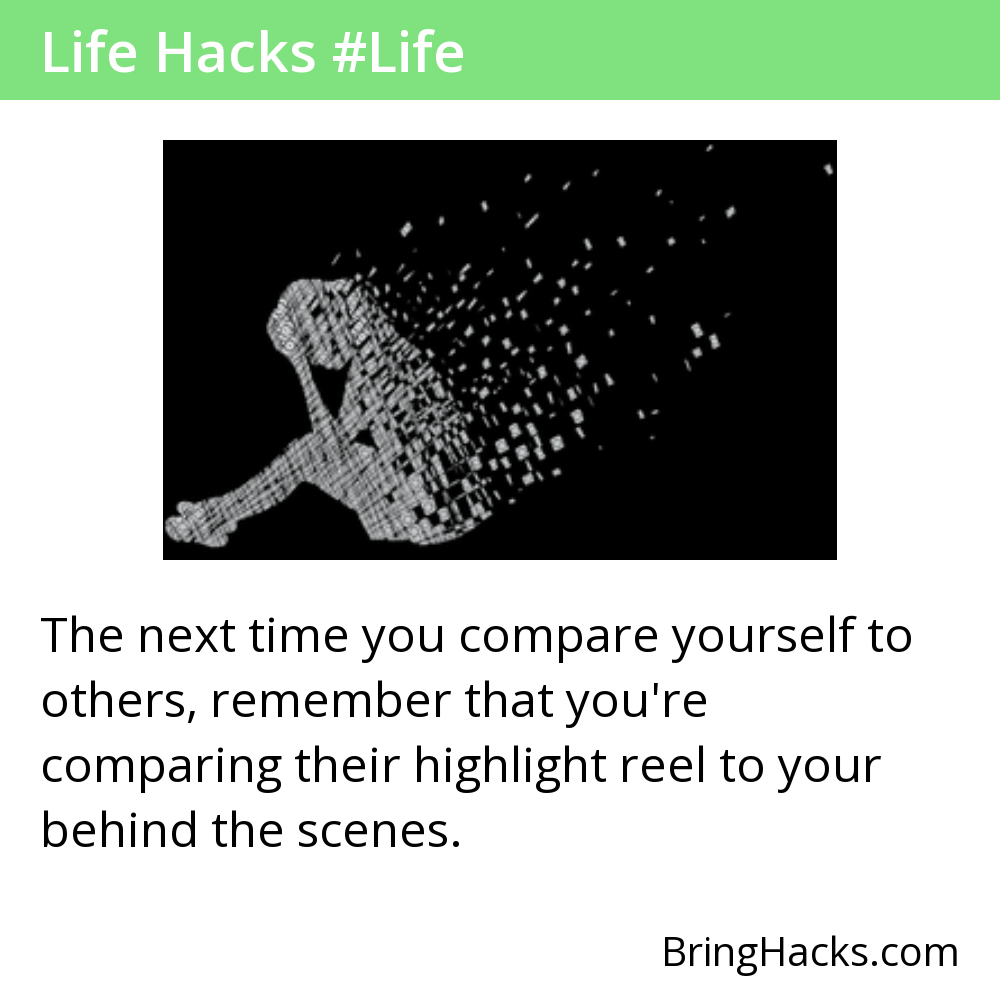 Life Hacks #Life
The next time you compare yourself to
others, remember that you're
comparing their highlight reel to your
behind the scenes.
BringHacks.com